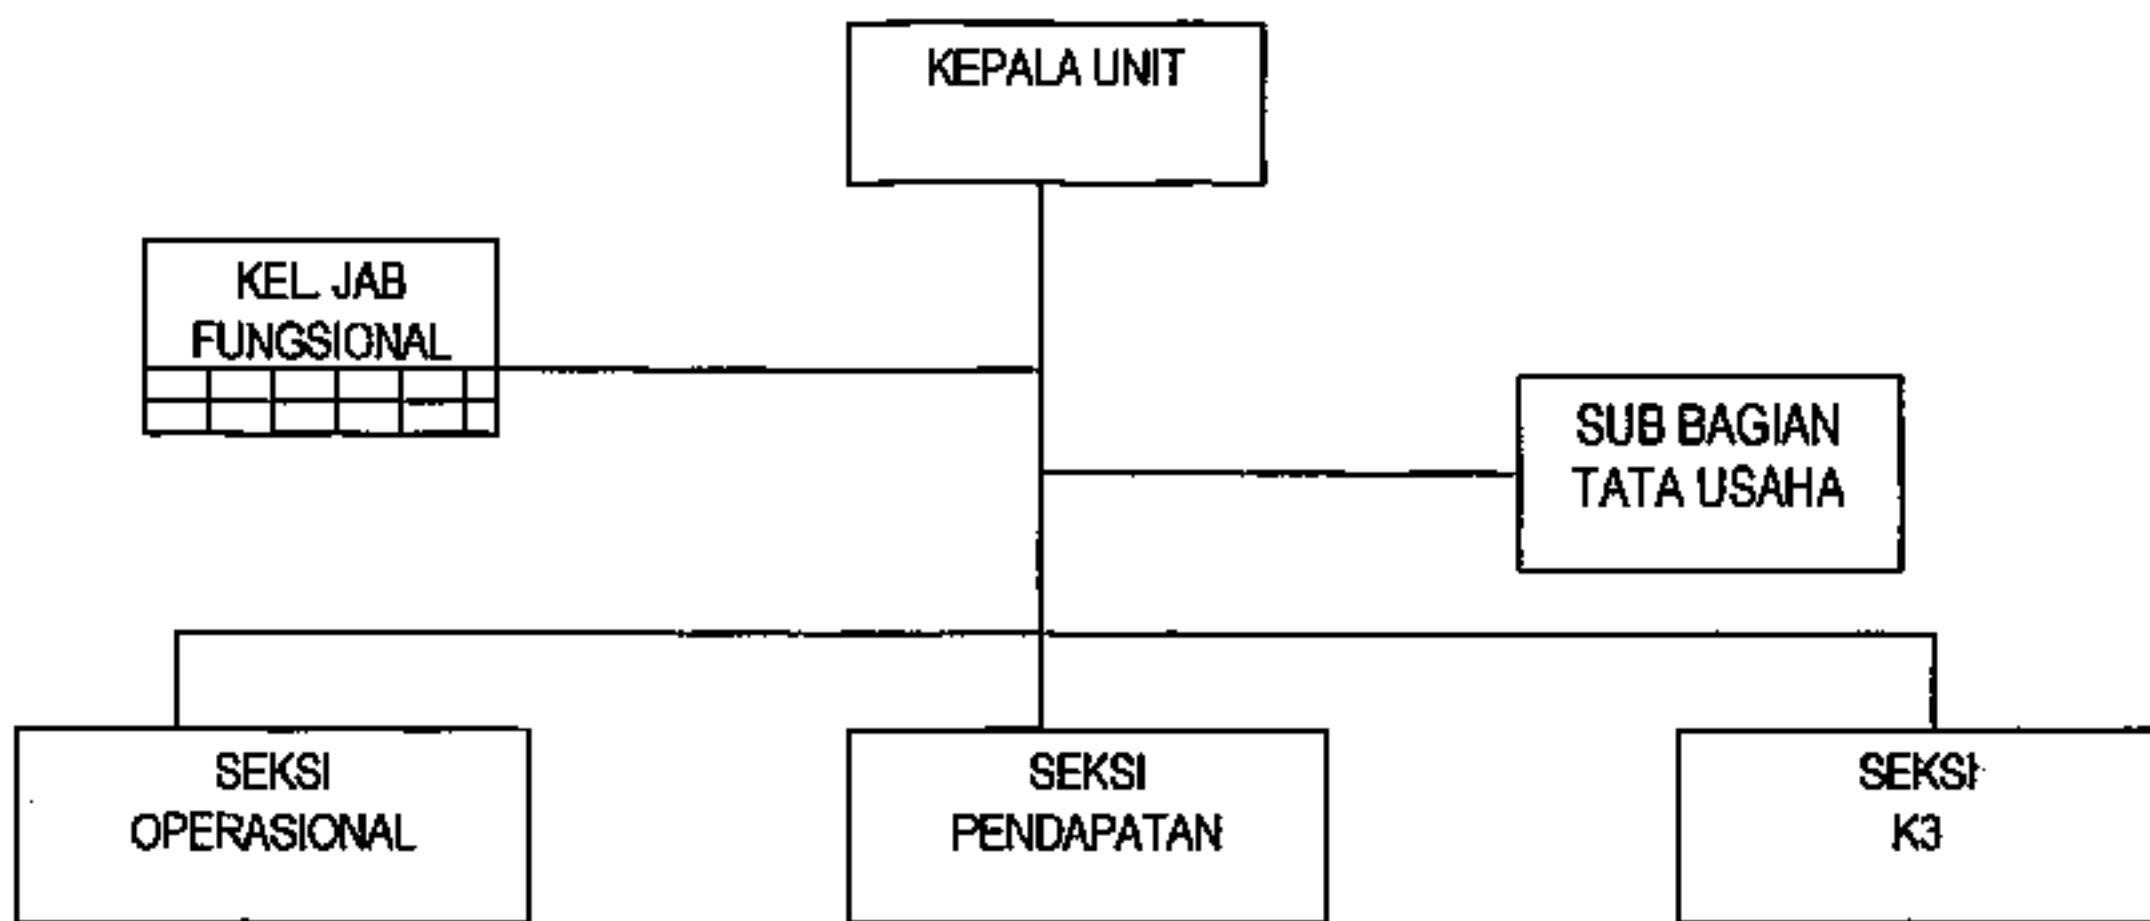 KEPALA UNIT
KEL. JAB
FUNGSIONAL
SUB BAGIAN
TATA USAHA
SEKSI
OPERASIONAL
SEKSI
PENDAPATAN
SEKSI
K3